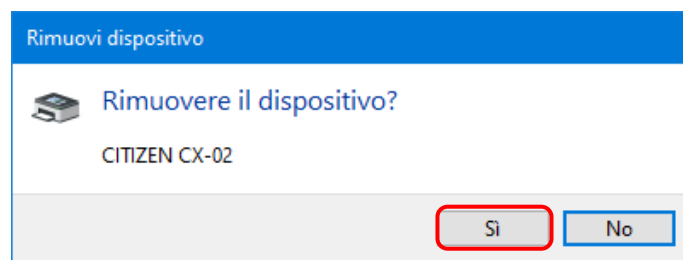 Rimuovi dispositivo
Rimuovere il dispositivo?
CITIZEN CX-02
Sì No